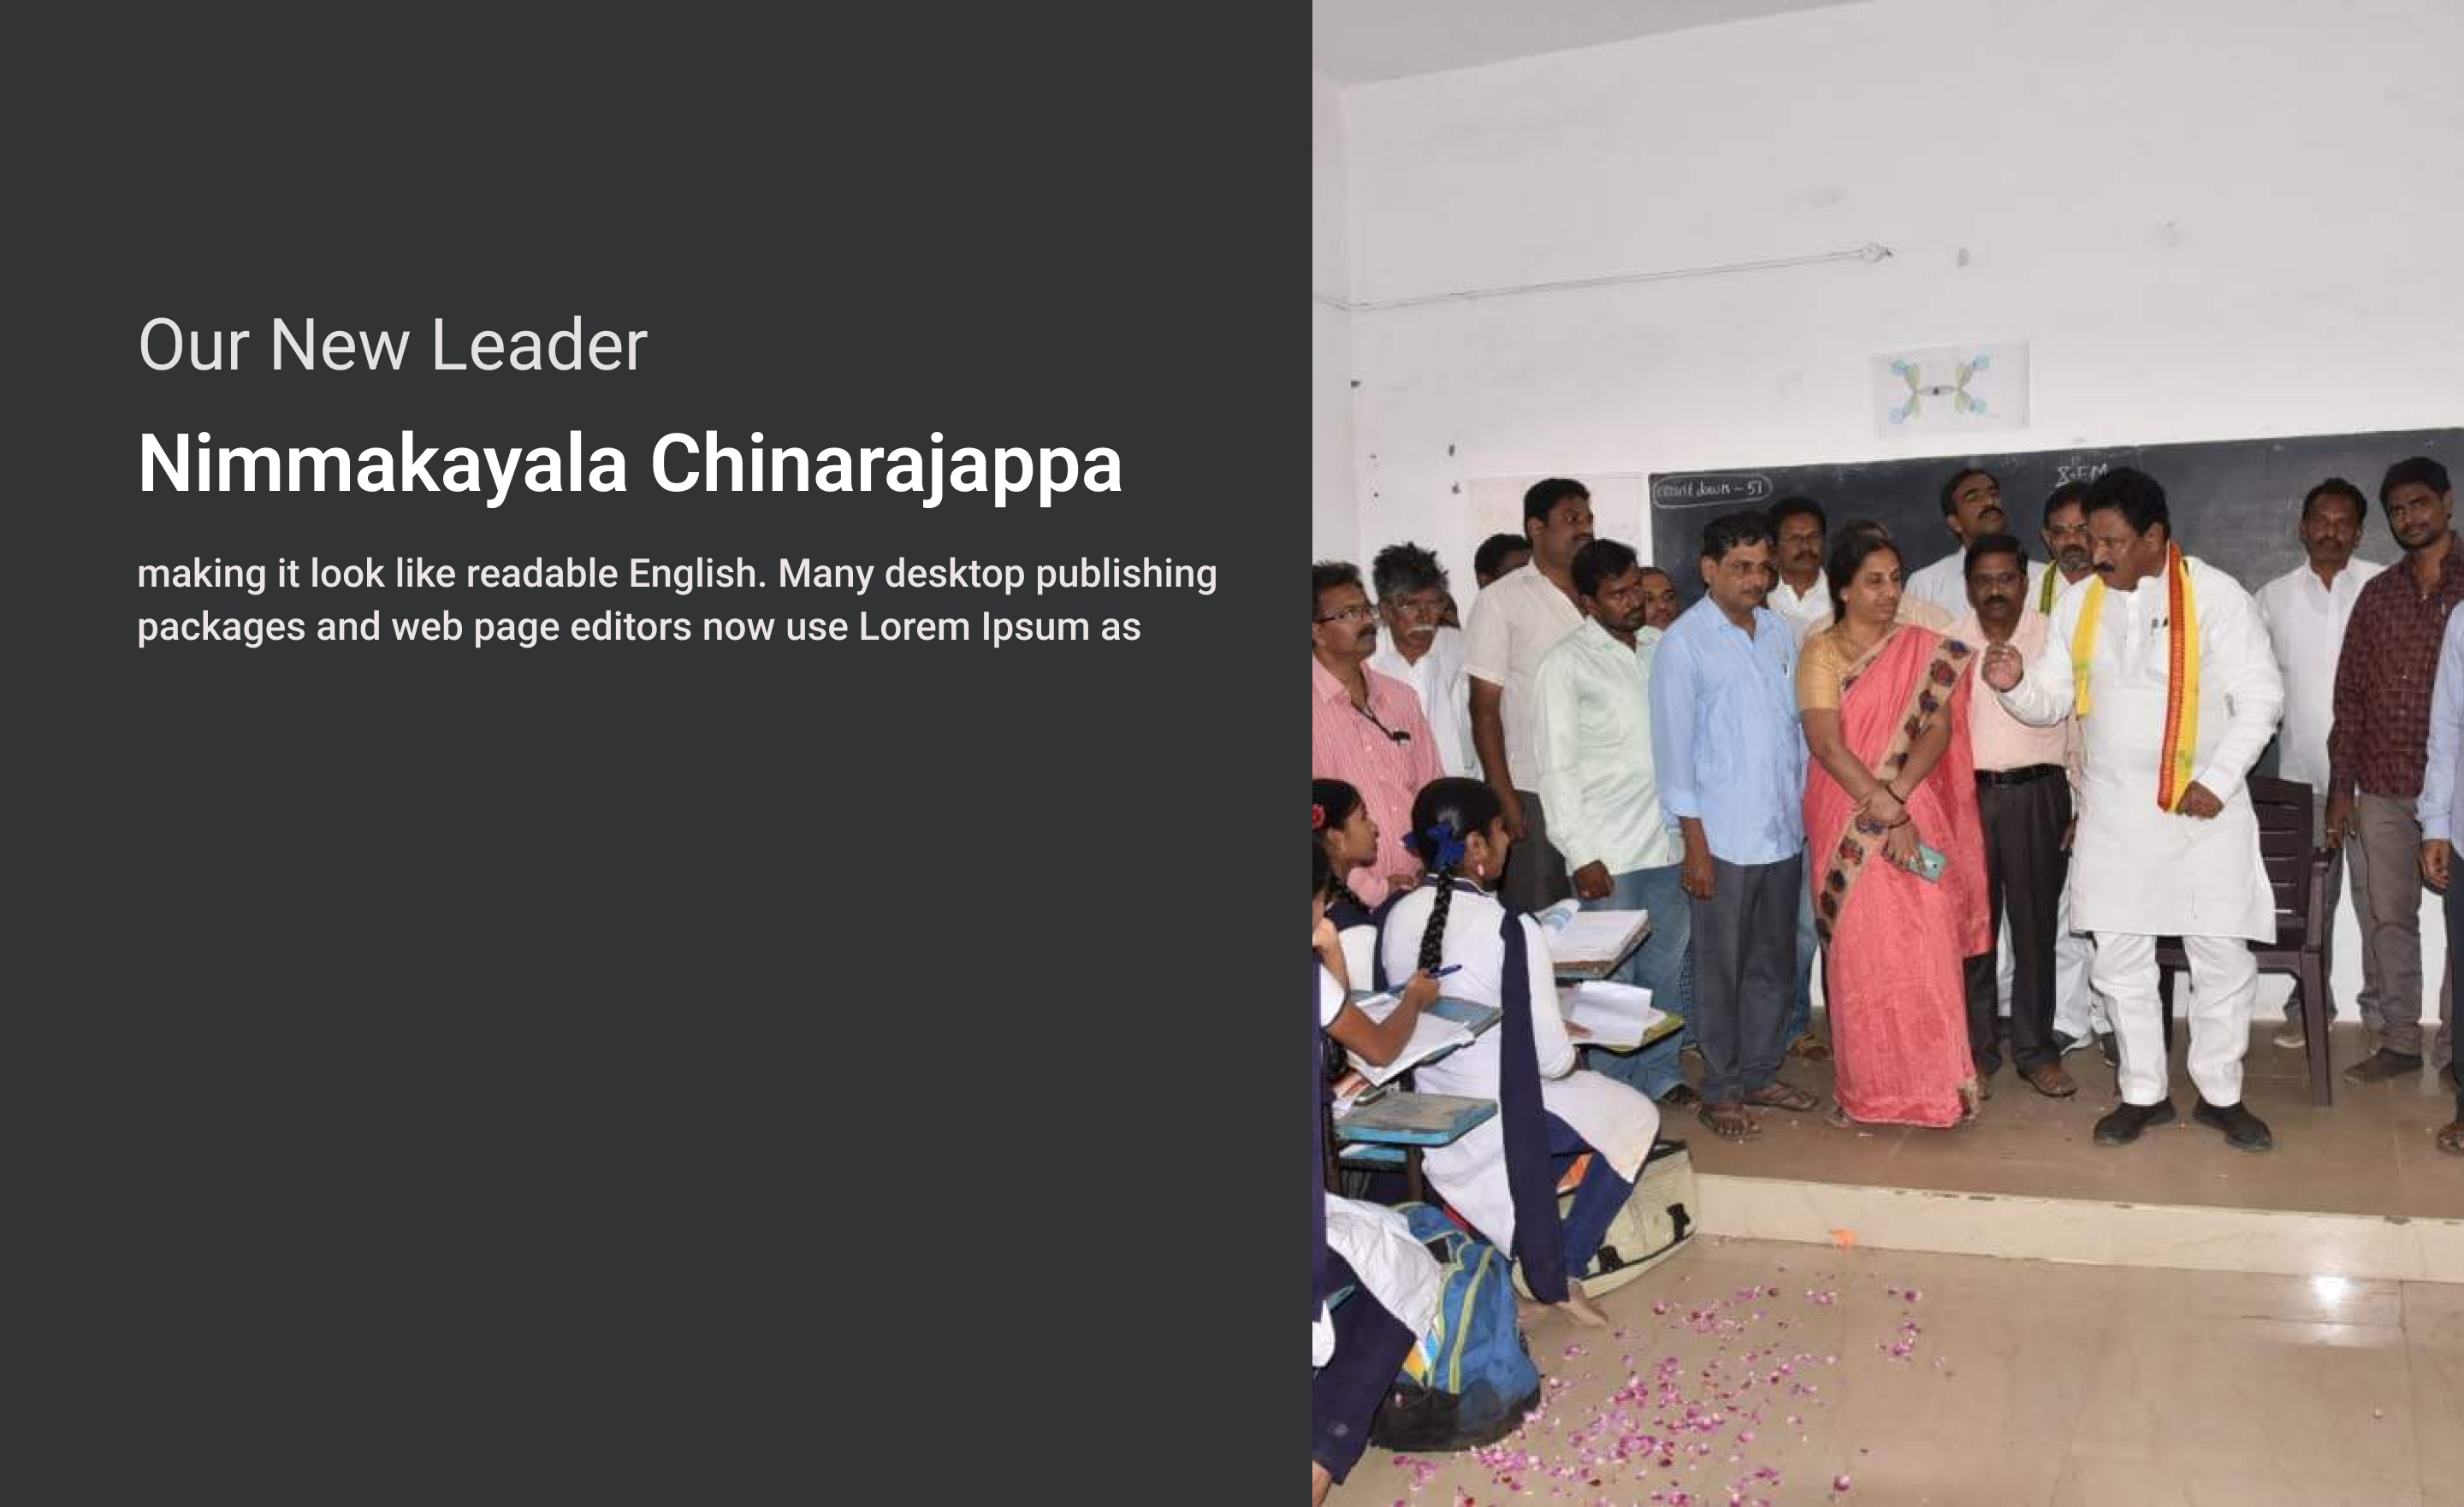 Our New Leader
Nimmakayala Chinarajappa
making it look like readable English. Many desktop publishing
packages and web page editors now use Lorem Ipsum as
count down - 51